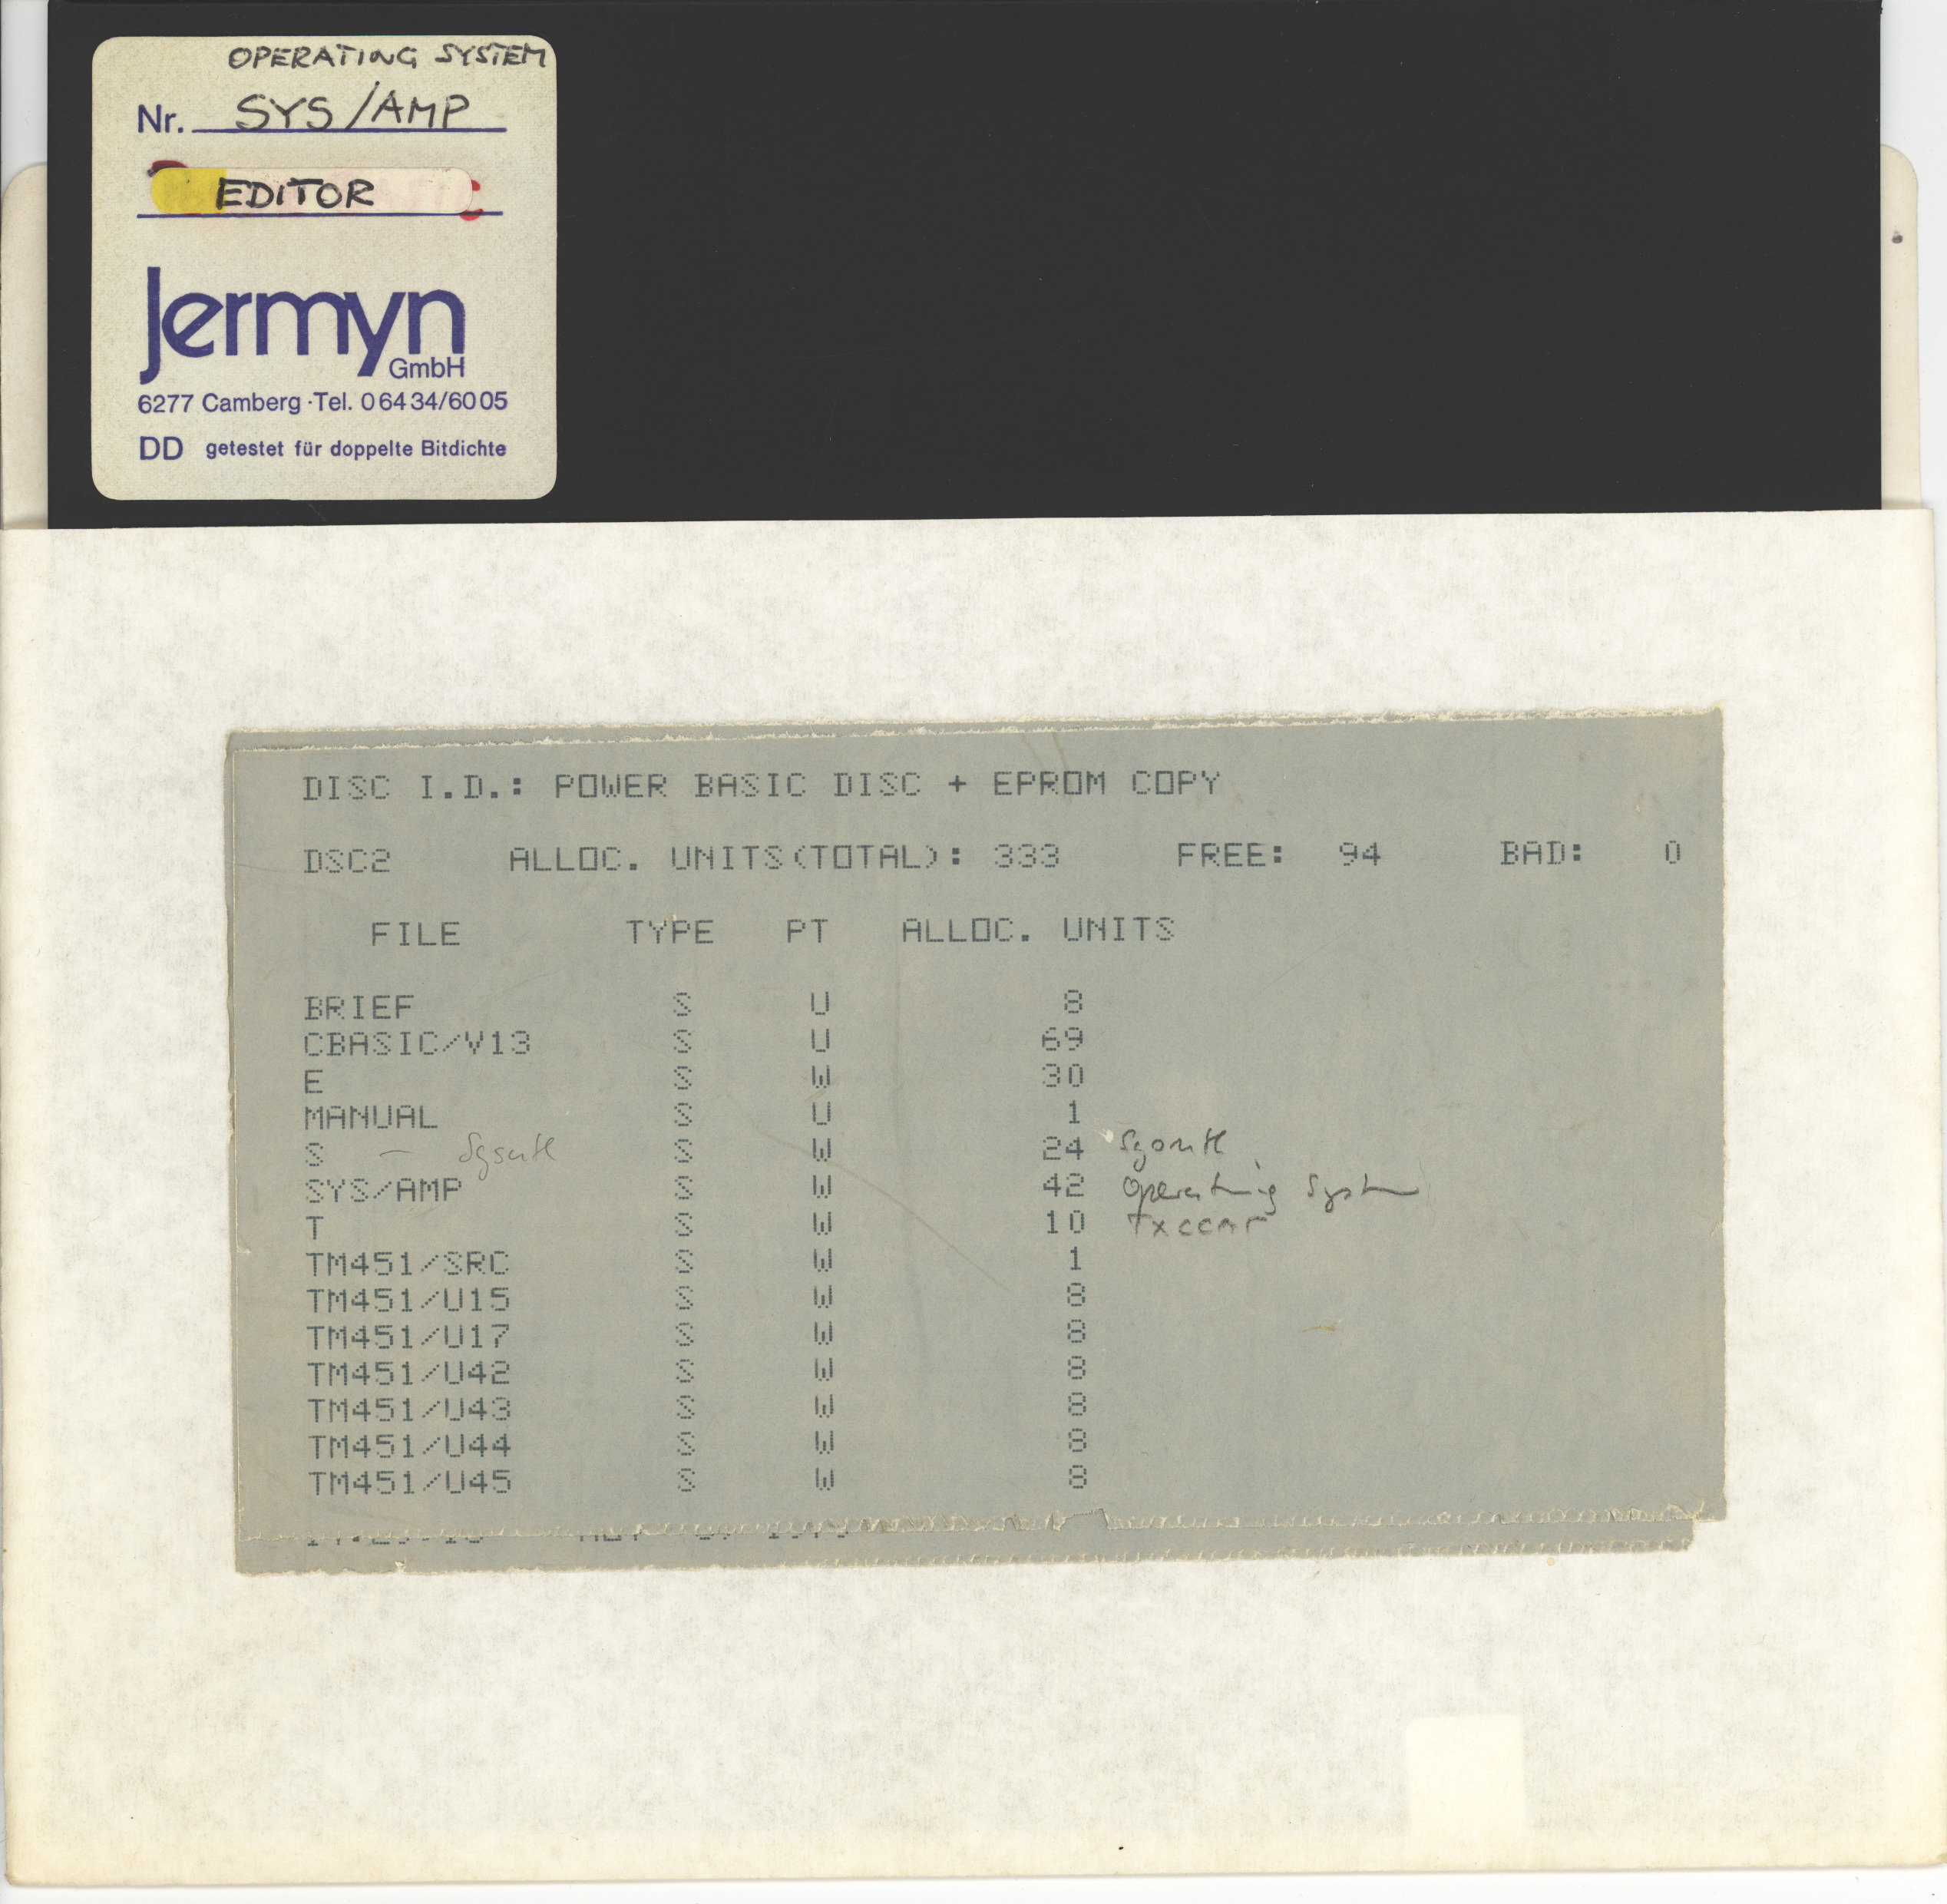 OPERATING SYSTEM
Nr. SYS/AMP
EDITOR
Jermyn
GmbH
6277 Camberg · Tel. 06434/6005
DD getestet für doppelte Bitdichte
DISC I.D.: POWER BASIC DISC + EPROM COPY
DSC2 ALLOC. UNITS(TOTAL): 333 FREE: 94 BAD: 0
FILE TYPE PT ALLOC. UNITS
BRIEF S U 8
CBASIC/V13 S U 69
E S W 30
MANUAL S U 1
S – S W 24
SYS/AMP S W 42 Operating System
T S W 10
TM451/SRC S W 1
TM451/U15 S W 8
TM451/U17 S W 8
TM451/U42 S W 8
TM451/U43 S W 8
TM451/U44 S W 8
TM451/U45 S W 8